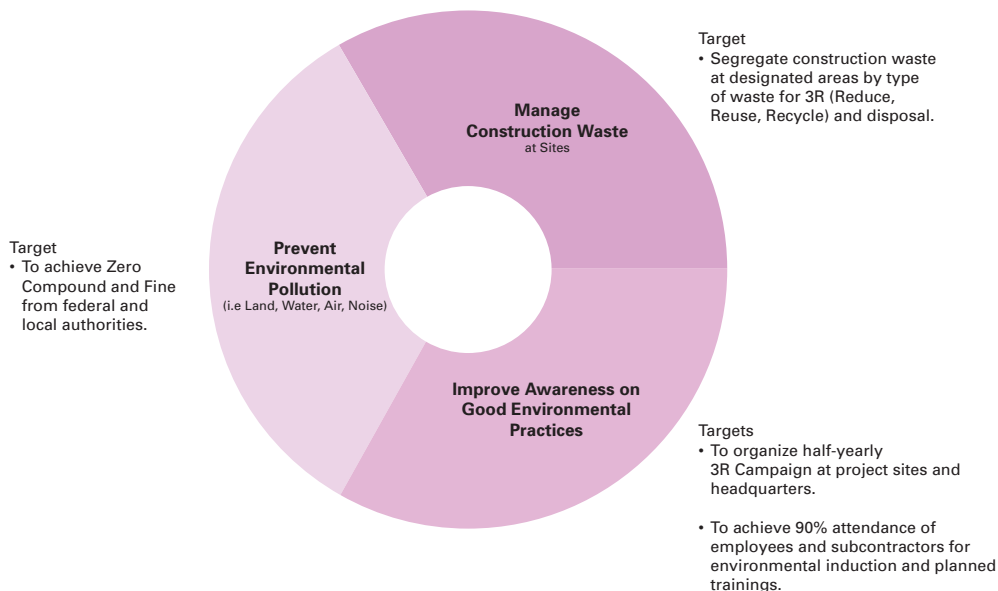 Manage
Construction Waste
at Sites
Target
• Segregate construction waste
at designated areas by type
of waste for 3R (Reduce,
Reuse, Recycle) and disposal.
Prevent
Environmental
Pollution
(i.e Land, Water, Air, Noise)
Target
• To achieve Zero
Compound and Fine
from federal and
local authorities.
Improve Awareness on
Good Environmental
Practices
Targets
• To organize half-yearly
3R Campaign at project sites and
headquarters.
• To achieve 90% attendance of
employees and subcontractors for
environmental induction and planned
trainings.